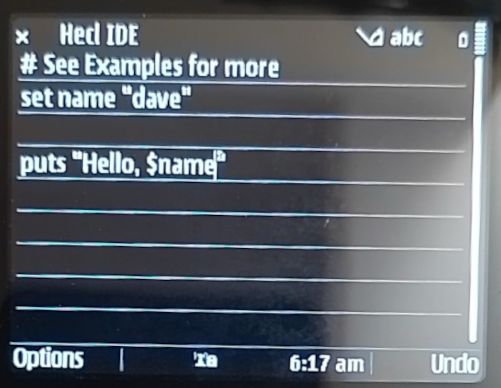 × Hecl IDE abc
# See Examples for more
set name "dave"
puts "Hello, $name"
Options 6:17 am Undo